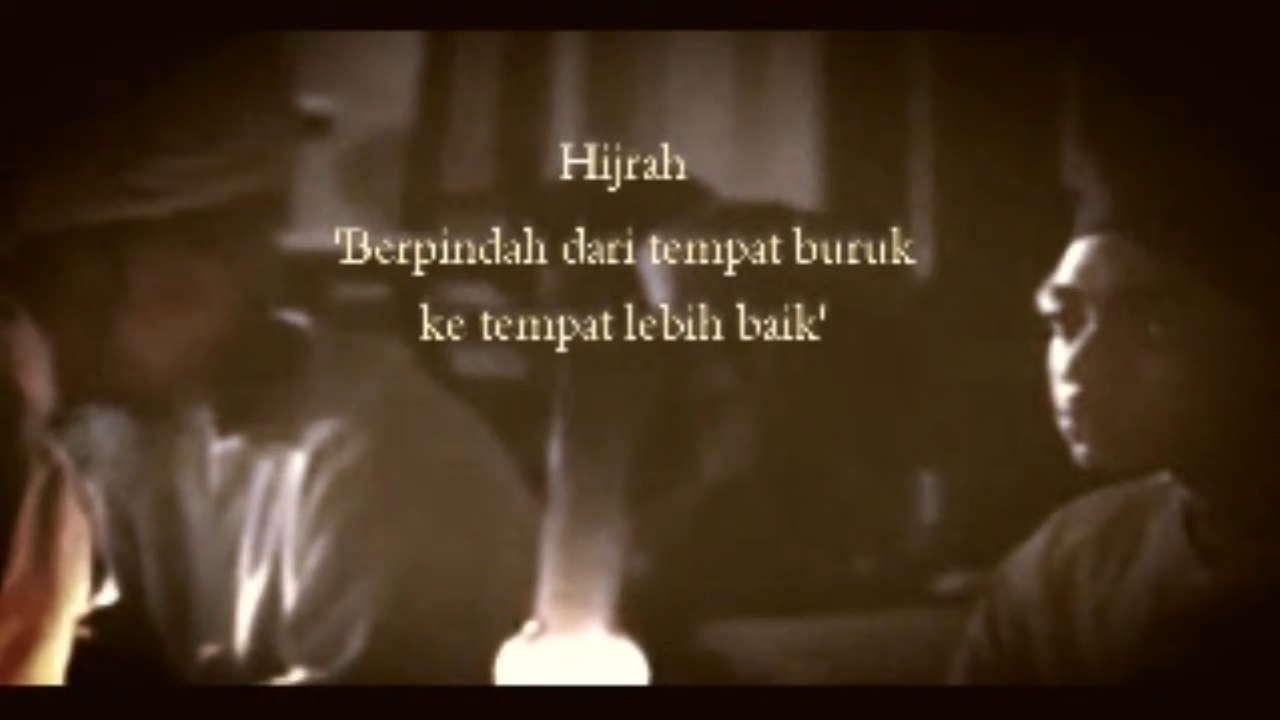 Hijrah
'Berpindah dari tempat buruk
ke tempat lebih baik'